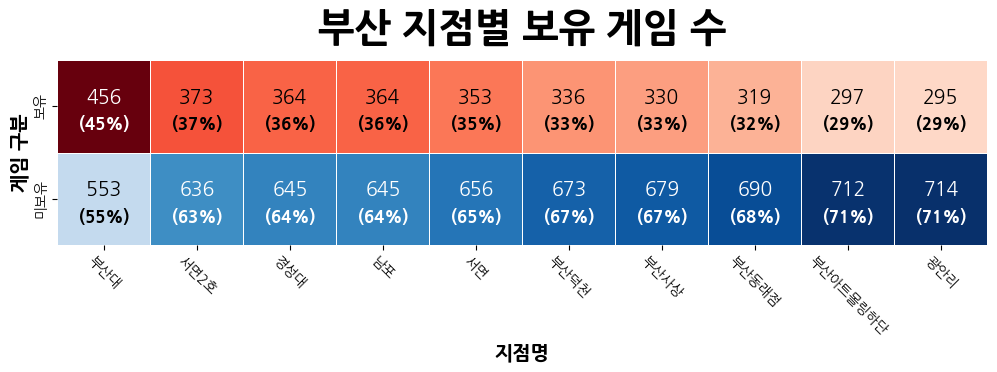 부산 지점별 보유 게임 수
게임 구분
보유
456 373 364 364 353 336 330 319 297 295
(45%) (37%) (36%) (36%) (35%) (33%) (33%) (32%) (29%) (29%)
미보유
553 636 645 645 656 673 679 690 712 714
(55%) (63%) (64%) (64%) (65%) (67%) (67%) (68%) (71%) (71%)
부산대 서면2호 경성대 남포 서면 부산덕천 부산사상 부산동래점 부산아트몰링하단 광안리
지점명